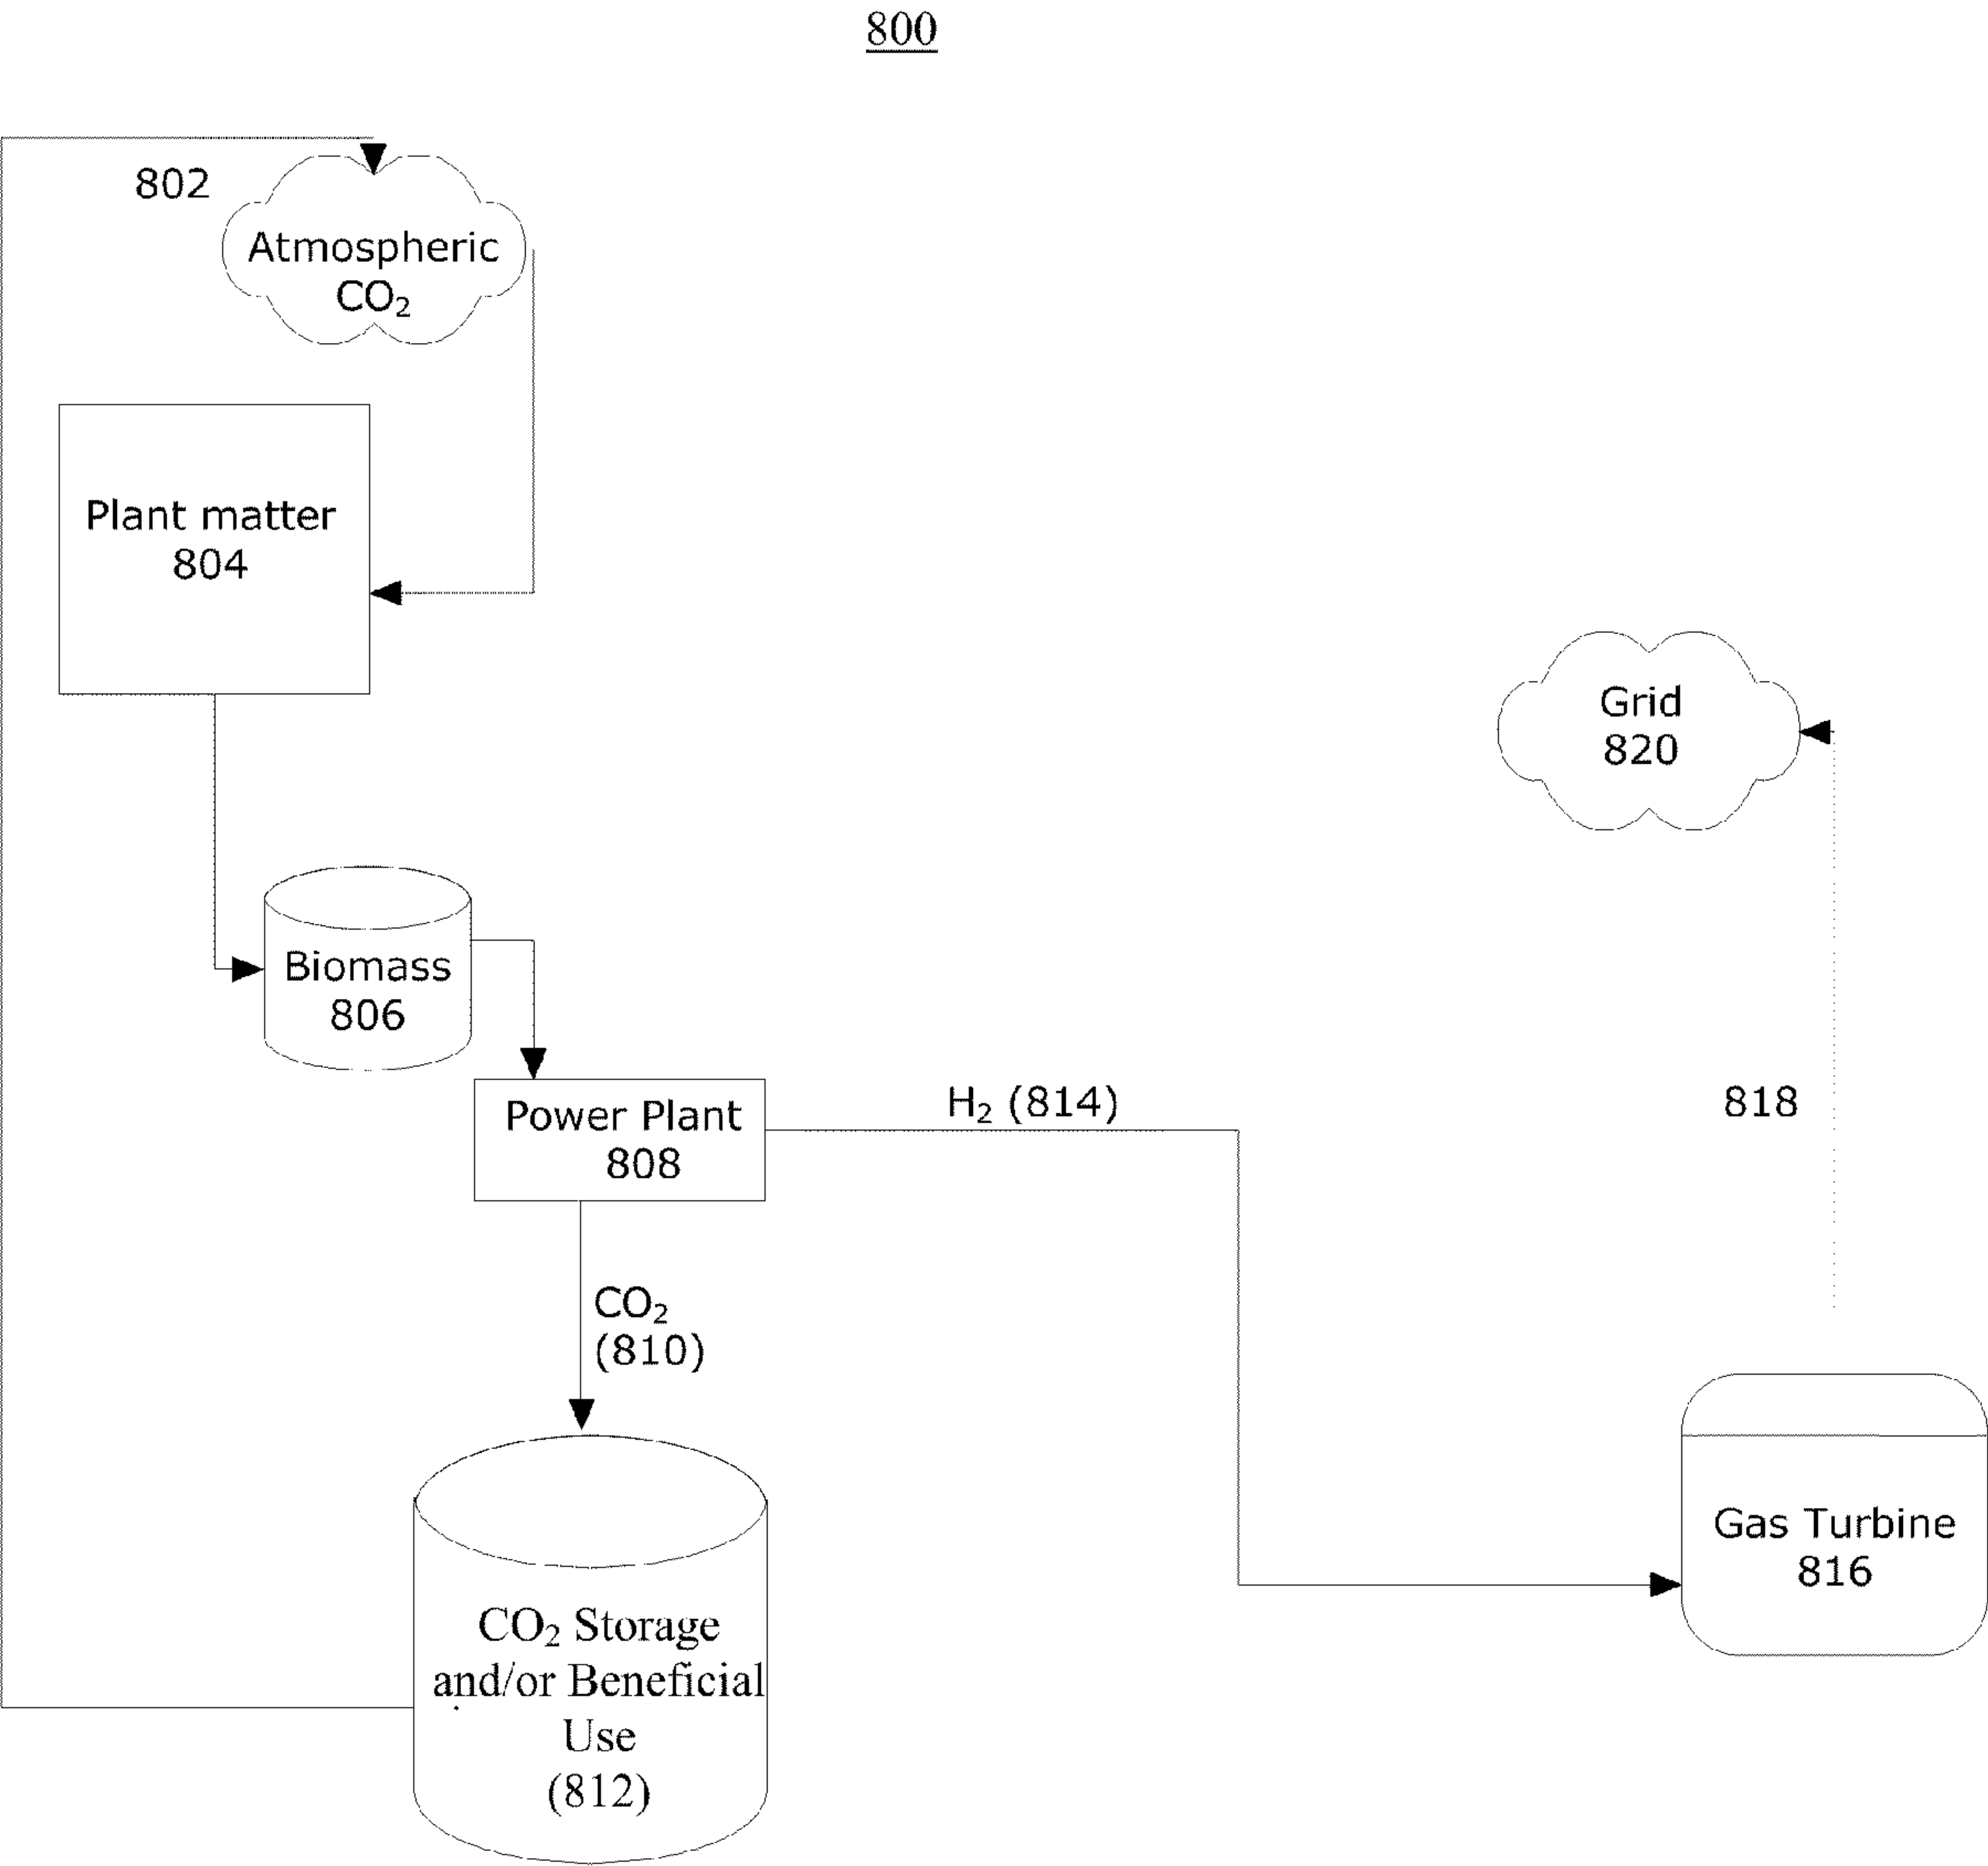 800
802
Atmospheric
CO₂
Plant matter
804
Grid
820
Biomass
806
Power Plant
808
H₂ (814)
818
CO₂
(810)
Gas Turbine
816
CO₂ Storage
and/or Beneficial
Use
(812)